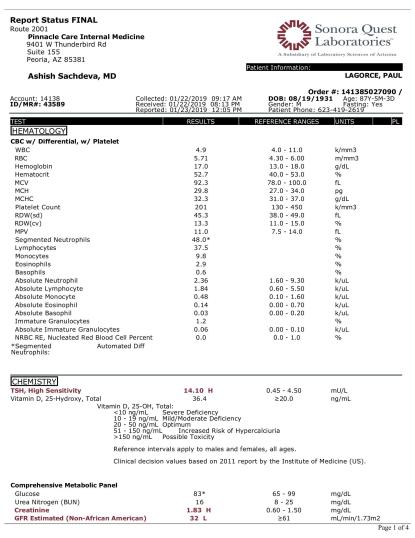 Report Status FINAL
Route 2001
Pinnacle Care Internal Medicine
9401 W Thunderbird Rd
Suite 155
Peoria, AZ 85381
Ashish Sachdeva, MD
Sonora Quest
Laboratories™
A Subsidiary of Laboratory Sciences of Arizona
Patient Information:
LAGORCE, PAUL
Order #: 141385027090 /
Account: 14138 Collected: 01/22/2019 09:17 AM DOB: 08/19/1931 Age: 87Y-5M-3D
ID/MR#: 43589 Received: 01/22/2019 08:13 PM Gender: M Fasting: Yes
Reported: 01/23/2019 12:05 PM Patient Phone: 623-419-2619
TEST RESULTS REFERENCE RANGES UNITS PL
HEMATOLOGY
CBC w/ Differential, w/ Platelet
WBC 4.9 4.0 - 11.0 k/mm3
RBC 5.71 4.30 - 6.00 m/mm3
Hemoglobin 17.0 13.0 - 18.0 g/dL
Hematocrit 52.7 40.0 - 53.0 %
MCV 92.3 78.0 - 100.0 fL
MCH 29.8 27.0 - 34.0 pg
MCHC 32.3 31.0 - 37.0 g/dL
Platelet Count 201 130 - 450 k/mm3
RDW(sd) 45.3 38.0 - 49.0 fL
RDW(cv) 13.3 11.0 - 15.0 %
MPV 11.0 7.5 - 14.0 fL
Segmented Neutrophils 48.0* %
Lymphocytes 37.5 %
Monocytes 9.8 %
Eosinophils 2.9 %
Basophils 0.6 %
Absolute Neutrophil 2.36 1.60 - 9.30 k/uL
Absolute Lymphocyte 1.84 0.60 - 5.50 k/uL
Absolute Monocyte 0.48 0.10 - 1.60 k/uL
Absolute Eosinophil 0.14 0.00 - 0.70 k/uL
Absolute Basophil 0.03 0.00 - 0.20 k/uL
Immature Granulocytes 1.2 %
Absolute Immature Granulocytes 0.06 0.00 - 0.10 k/uL
NRBC RE, Nucleated Red Blood Cell Percent 0.0 0.0 - 1.0 %
*Segmented Automated Diff
Neutrophils:
CHEMISTRY
TSH, High Sensitivity 14.10 H 0.45 - 4.50 mU/L
Vitamin D, 25-Hydroxy, Total 36.4 ≥20.0 ng/mL
Vitamin D, 25-OH, Total:
<10 ng/mL Severe Deficiency
10 - 19 ng/mL Mild/Moderate Deficiency
20 - 50 ng/mL Optimum
51 - 150 ng/mL Increased Risk of Hypercalciuria
>150 ng/mL Possible Toxicity
Reference intervals apply to males and females, all ages.
Clinical decision values based on 2011 report by the Institute of Medicine (US).
Comprehensive Metabolic Panel
Glucose 83* 65 - 99 mg/dL
Urea Nitrogen (BUN) 16 8 - 25 mg/dL
Creatinine 1.83 H 0.60 - 1.50 mg/dL
GFR Estimated (Non-African American) 32 L ≥61 mL/min/1.73m2
Page 1 of 4